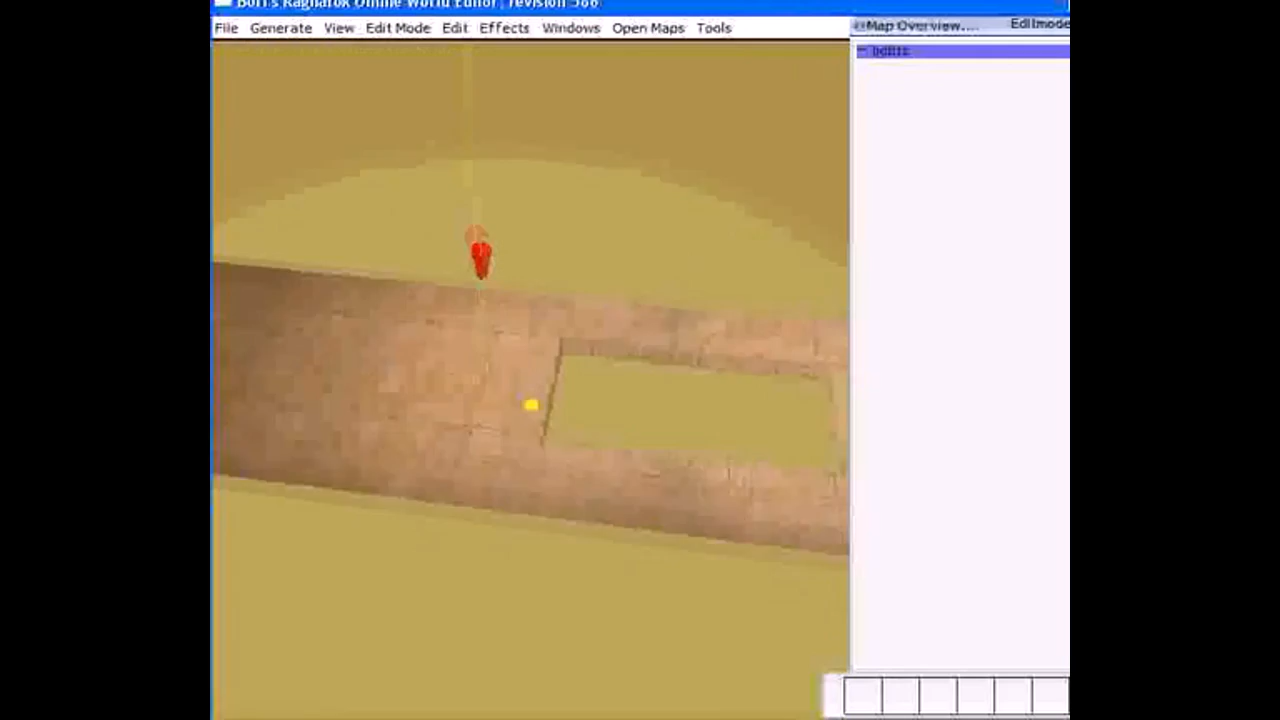 Borf's Ragnarok Online World Editor, revision 586
File Generate View Edit Mode Edit Effects Windows Open Maps Tools
Map Overview.... Editmode